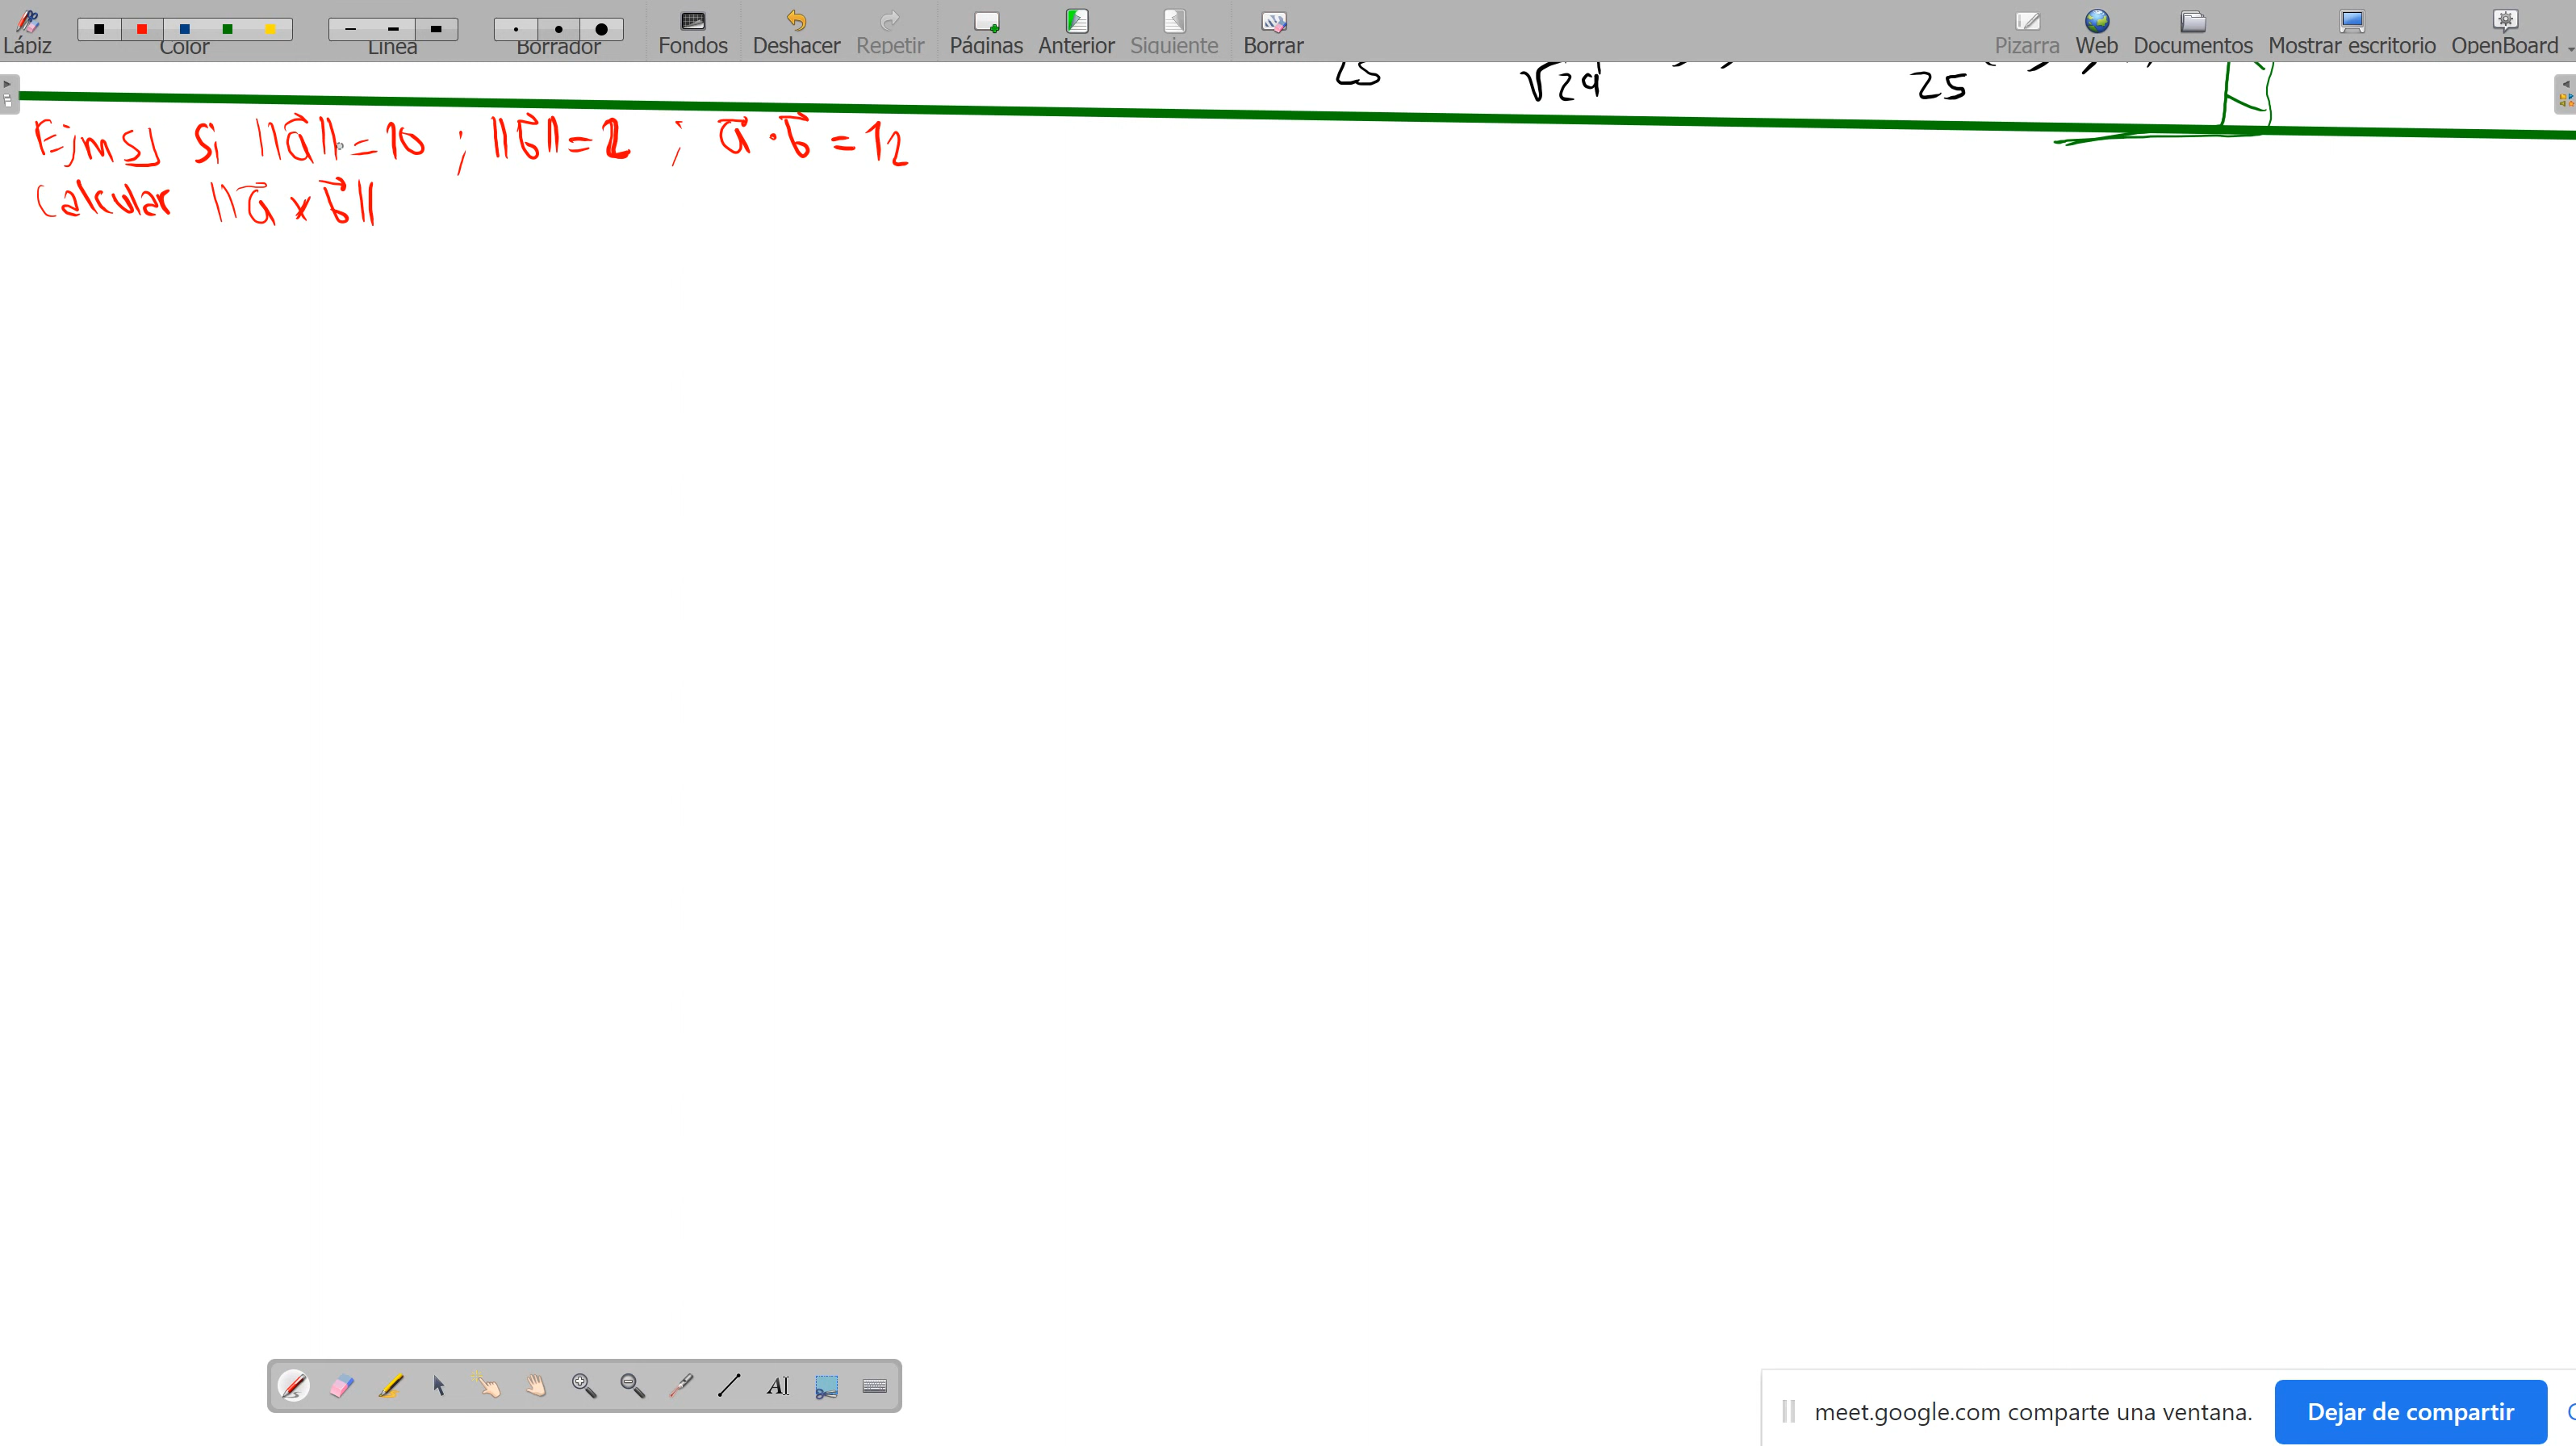 Lápiz Color Línea Borrador Fondos Deshacer Repetir Páginas Anterior Siguiente Borrar Pizarra Web Documentos Mostrar escritorio OpenBoard
25 √29 25
Ejm 5] Si ||a⃗|| = 10 ; ||b⃗|| = 2 ; a⃗ · b⃗ = 12
Calcular ||a⃗ × b⃗||
meet.google.com comparte una ventana. Dejar de compartir